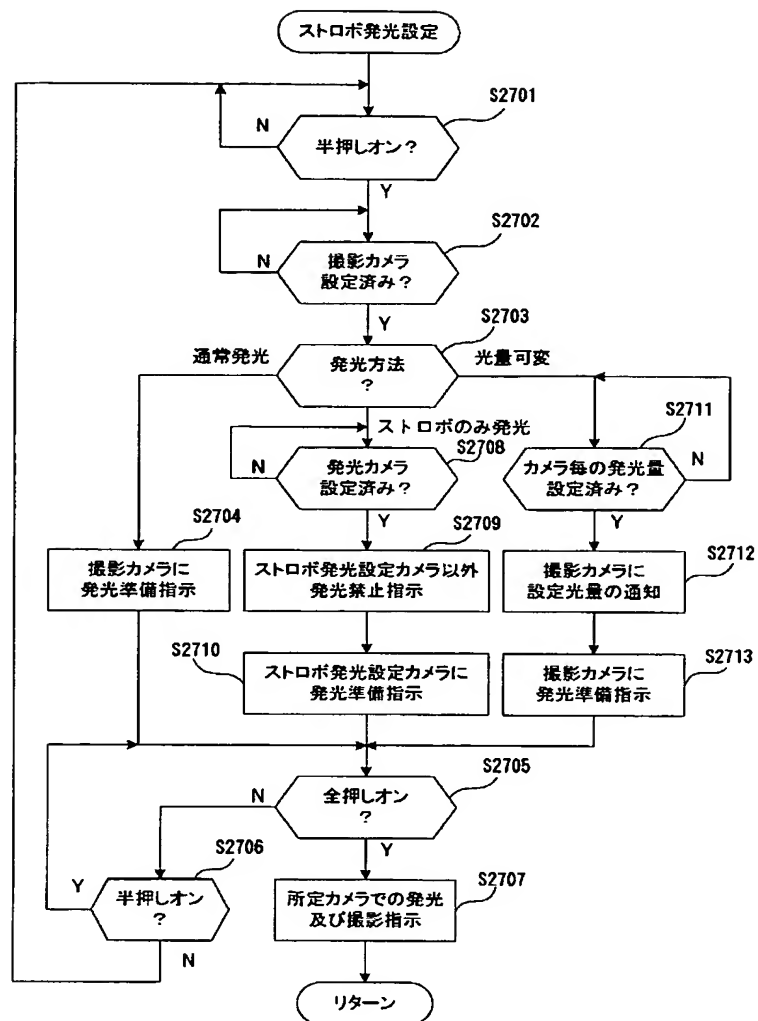 ストロボ発光設定
S2701
半押しオン？
N
Y
S2702
撮影カメラ
設定済み？
N
Y
S2703
発光方法
？
通常発光
光量可変
ストロボのみ発光
S2708
発光カメラ
設定済み？
N
Y
S2711
カメラ毎の発光量
設定済み？
N
Y
S2704
撮影カメラに
発光準備指示
S2709
ストロボ発光設定カメラ以外
発光禁止指示
S2712
撮影カメラに
設定光量の通知
S2710
ストロボ発光設定カメラに
発光準備指示
S2713
撮影カメラに
発光準備指示
S2705
全押しオン
？
N
Y
S2706
半押しオン
？
Y
N
S2707
所定カメラでの発光
及び撮影指示
リターン